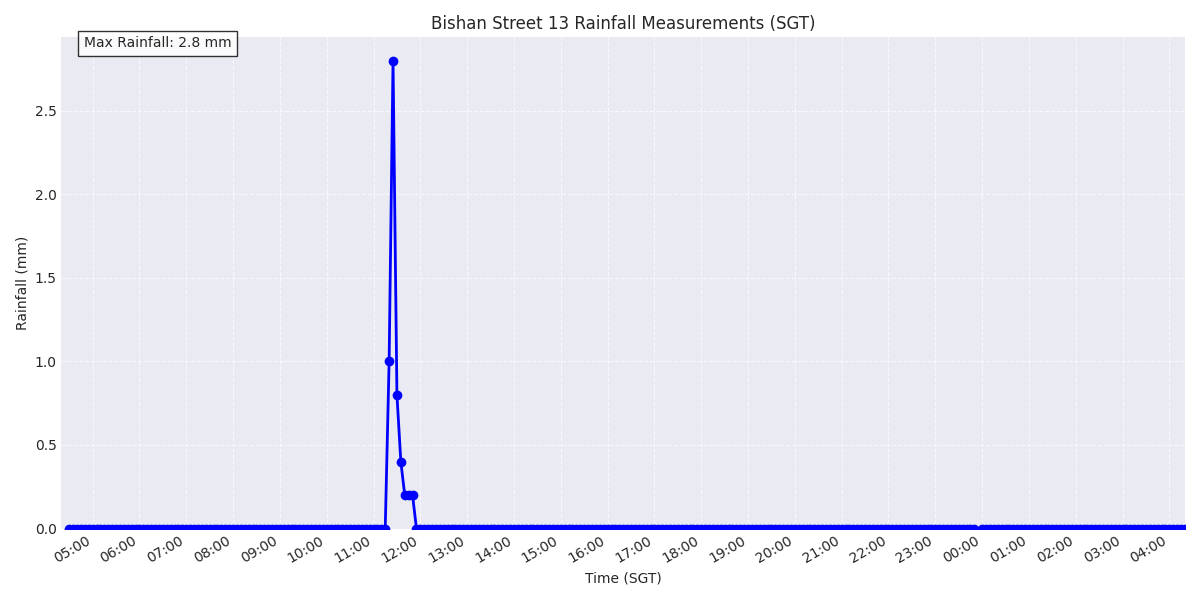 Bishan Street 13 Rainfall Measurements (SGT)
Max Rainfall: 2.8 mm
Rainfall (mm)
2.5
2.0
1.5
1.0
0.5
0.0
05:00 06:00 07:00 08:00 09:00 10:00 11:00 12:00 13:00 14:00 15:00 16:00 17:00 18:00 19:00 20:00 21:00 22:00 23:00 00:00 01:00 02:00 03:00 04:00
Time (SGT)